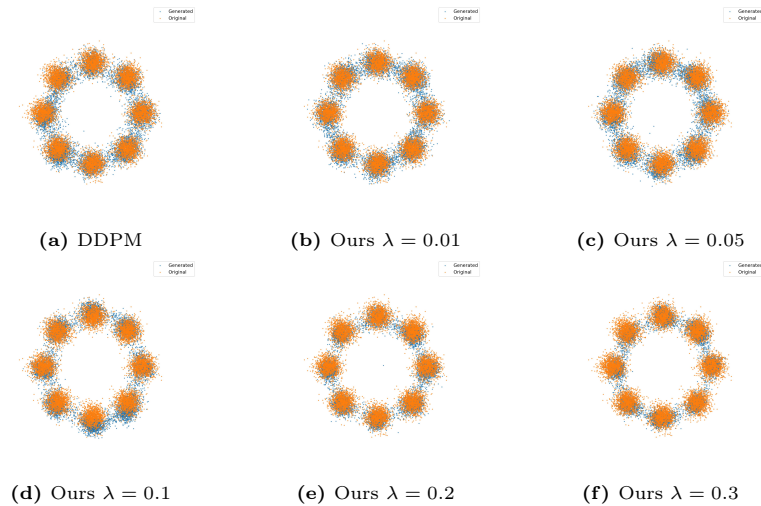 Generated
Original
Generated
Original
Generated
Original
(a) DDPM
(b) Ours λ = 0.01
(c) Ours λ = 0.05
Generated
Original
Generated
Original
Generated
Original
(d) Ours λ = 0.1
(e) Ours λ = 0.2
(f) Ours λ = 0.3